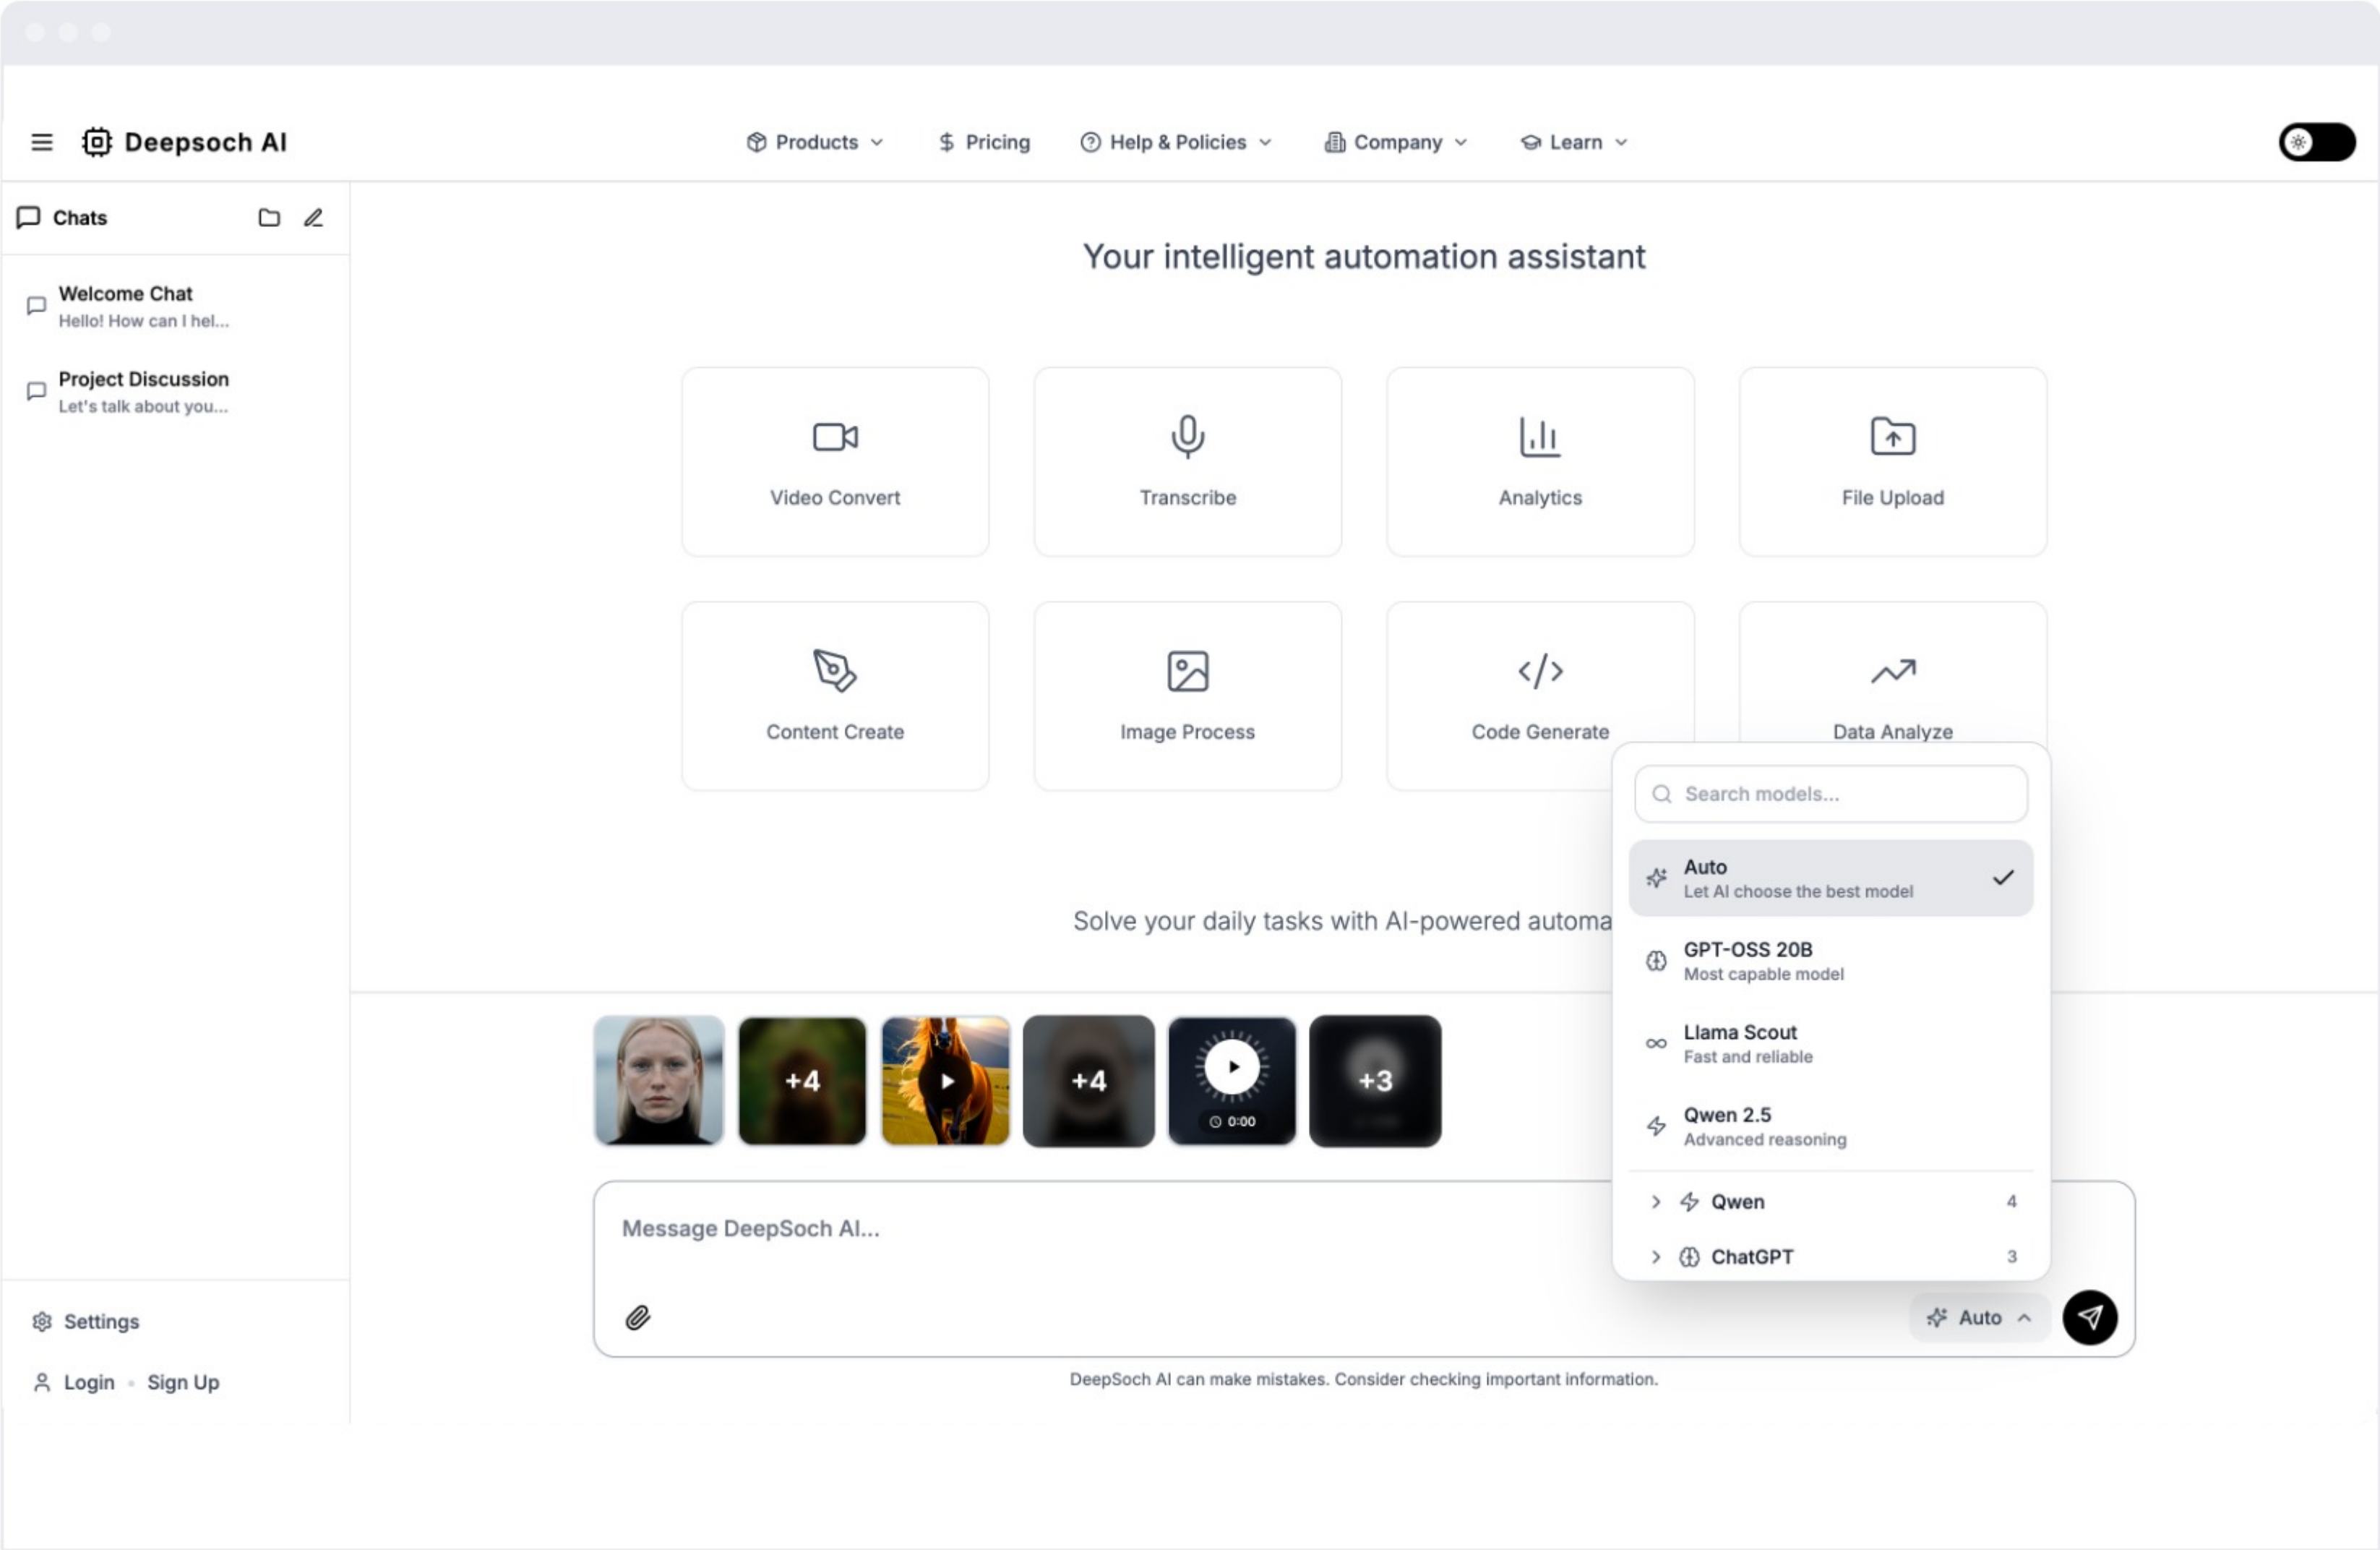 Deepsoch AI
Products
Pricing
Help & Policies
Company
Learn
Chats
Welcome Chat
Hello! How can I hel...
Project Discussion
Let's talk about you...
Settings
Login • Sign Up
Your intelligent automation assistant
Video Convert
Transcribe
Analytics
File Upload
Content Create
Image Process
Code Generate
Data Analyze
Solve your daily tasks with AI-powered
+4
+4
0:00
+3
Message DeepSoch AI...
Search models...
Auto
Let AI choose the best model
GPT-OSS 20B
Most capable model
Llama Scout
Fast and reliable
Qwen 2.5
Advanced reasoning
Qwen 4
ChatGPT 3
Auto
DeepSoch AI can make mistakes. Consider checking important information.